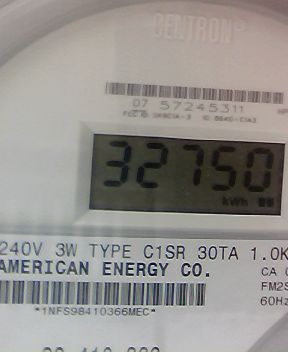 CENTRON®
07 57245311
32750
kWh
240V 3W TYPE C1SR 30TA 1.0K
AMERICAN ENERGY CO.
CA
FM2S
60Hz
*1NFS98410366MEC*